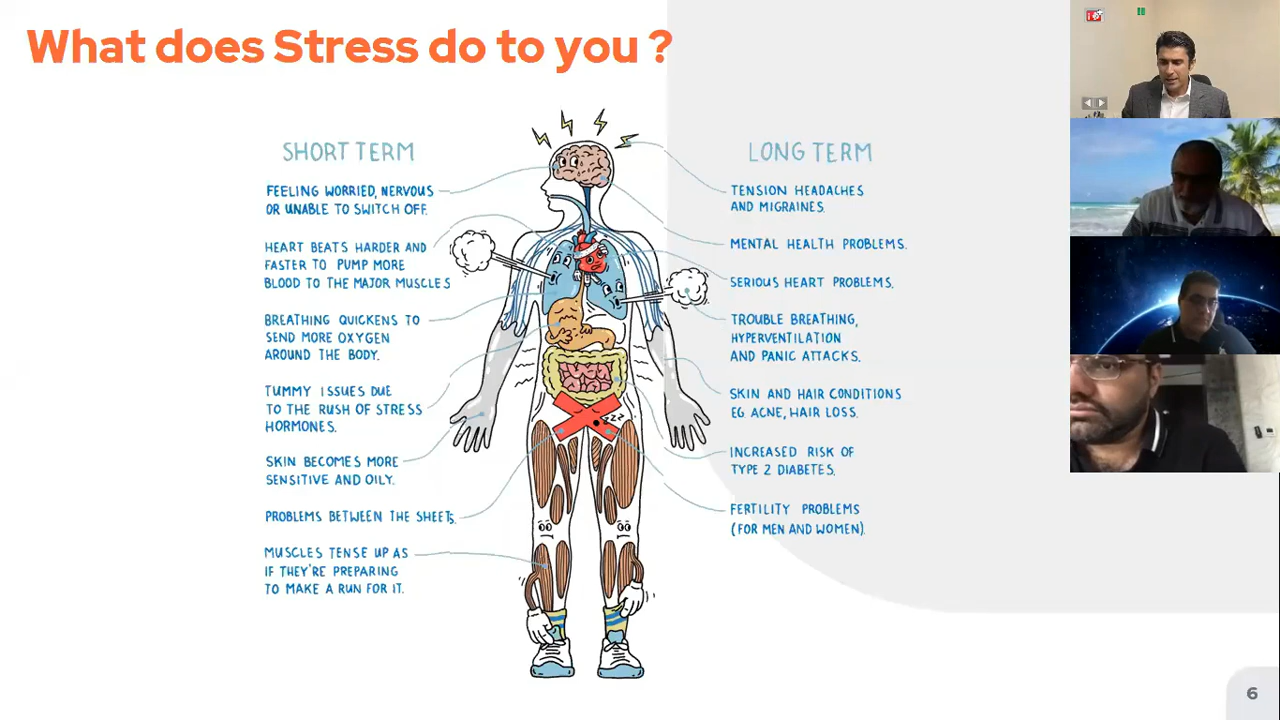 What does Stress do to you ?
SHORT TERM
FEELING WORRIED, NERVOUS
OR UNABLE TO SWITCH OFF.
HEART BEATS HARDER AND
FASTER TO PUMP MORE
BLOOD TO THE MAJOR MUSCLES
BREATHING QUICKENS TO
SEND MORE OXYGEN
AROUND THE BODY.
TUMMY ISSUES DUE
TO THE RUSH OF STRESS
HORMONES.
SKIN BECOMES MORE
SENSITIVE AND OILY.
PROBLEMS BETWEEN THE SHEETS.
MUSCLES TENSE UP AS
IF THEY'RE PREPARING
TO MAKE A RUN FOR IT.
ZZZ
LONG TERM
TENSION HEADACHES
AND MIGRAINES.
MENTAL HEALTH PROBLEMS.
SERIOUS HEART PROBLEMS.
TROUBLE BREATHING,
HYPERVENTILATION
AND PANIC ATTACKS.
SKIN AND HAIR CONDITIONS
EG. ACNE, HAIR LOSS.
INCREASED RISK OF
TYPE 2 DIABETES.
FERTILITY PROBLEMS
(FOR MEN AND WOMEN).
6